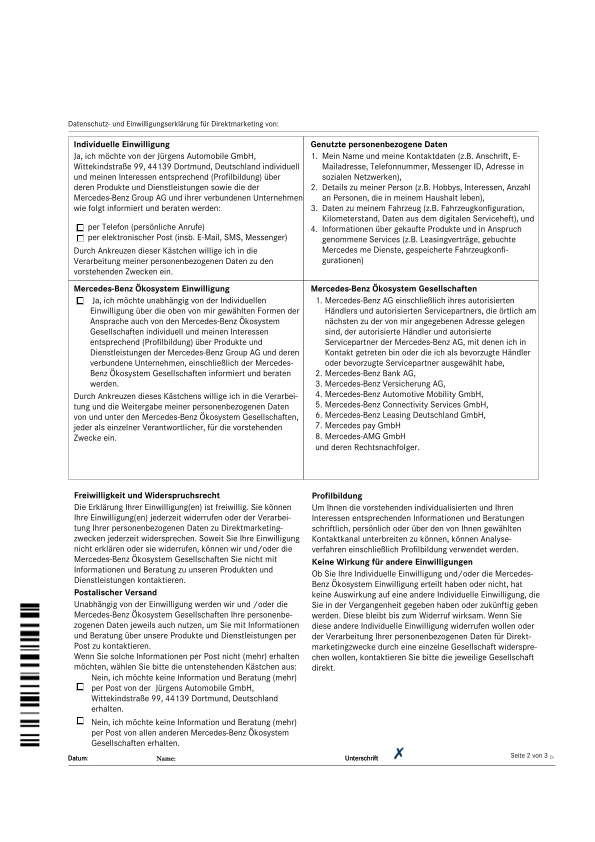 Datenschutz- und Einwilligungserklärung für Direktmarketing von:
Individuelle Einwilligung
Ja, ich möchte von der Jürgens Automobile GmbH,
Wittekindstraße 99, 44139 Dortmund, Deutschland individuell
und meinen Interessen entsprechend (Profilbildung) über
deren Produkte und Dienstleistungen sowie die der
Mercedes-Benz Group AG und ihrer verbundenen Unternehmen
wie folgt informiert und beraten werden:
per Telefon (persönliche Anrufe)
per elektronischer Post (insb. E-Mail, SMS, Messenger)
Durch Ankreuzen dieser Kästchen willige ich in die
Verarbeitung meiner personenbezogenen Daten zu den
vorstehenden Zwecken ein.
Genutzte personenbezogene Daten
1. Mein Name und meine Kontaktdaten (z.B. Anschrift, E-
Mailadresse, Telefonnummer, Messenger ID, Adresse in
sozialen Netzwerken),
2. Details zu meiner Person (z.B. Hobbys, Interessen, Anzahl
an Personen, die in meinem Haushalt leben),
3. Daten zu meinem Fahrzeug (z.B. Fahrzeugkonfiguration,
Kilometerstand, Daten aus dem digitalen Serviceheft), und
4. Informationen über gekaufte Produkte und in Anspruch
genommene Services (z.B. Leasingverträge, gebuchte
Mercedes me Dienste, gespeicherte Fahrzeugkonfi-
gurationen)
Mercedes-Benz Ökosystem Einwilligung
Ja, ich möchte unabhängig von der Individuellen
Einwilligung über die oben von mir gewählten Formen der
Ansprache auch von den Mercedes-Benz Ökosystem
Gesellschaften individuell und meinen Interessen
entsprechend (Profilbildung) über Produkte und
Dienstleistungen der Mercedes-Benz Group AG und deren
verbundene Unternehmen, einschließlich der Mercedes-
Benz Ökosystem Gesellschaften informiert und beraten
werden.
Durch Ankreuzen dieses Kästchens willige ich in die Verarbei-
tung und die Weitergabe meiner personenbezogenen Daten
von und unter den Mercedes-Benz Ökosystem Gesellschaften,
jeder als einzelner Verantwortlicher, für die vorstehenden
Zwecke ein.
Mercedes-Benz Ökosystem Gesellschaften
1. Mercedes-Benz AG einschließlich ihres autorisierten
Händlers und autorisierten Servicepartners, die örtlich am
nächsten zu der von mir angegebenen Adresse gelegen
sind, der autorisierte Händler und autorisierte
Servicepartner der Mercedes-Benz AG, mit denen ich in
Kontakt getreten bin oder die ich als bevorzugte Händler
oder bevorzugte Servicepartner ausgewählt habe,
2. Mercedes-Benz Bank AG,
3. Mercedes-Benz Versicherung AG,
4. Mercedes-Benz Automotive Mobility GmbH,
5. Mercedes-Benz Connectivity Services GmbH,
6. Mercedes-Benz Leasing Deutschland GmbH,
7. Mercedes pay GmbH
8. Mercedes-AMG GmbH
und deren Rechtsnachfolger.
Freiwilligkeit und Widerspruchsrecht
Die Erklärung Ihrer Einwilligung(en) ist freiwillig. Sie können
Ihre Einwilligung(en) jederzeit widerrufen oder der Verarbei-
tung Ihrer personenbezogenen Daten zu Direktmarketing-
zwecken jederzeit widersprechen. Soweit Sie Ihre Einwilligung
nicht erklären oder sie widerrufen, können wir und/oder die
Mercedes-Benz Ökosystem Gesellschaften Sie nicht mit
Informationen und Beratung zu unseren Produkten und
Dienstleistungen kontaktieren.
Postalischer Versand
Unabhängig von der Einwilligung werden wir und /oder die
Mercedes-Benz Ökosystem Gesellschaften Ihre personenbe-
zogenen Daten jeweils auch nutzen, um Sie mit Informationen
und Beratung über unsere Produkte und Dienstleistungen per
Post zu kontaktieren.
Wenn Sie solche Informationen per Post nicht (mehr) erhalten
möchten, wählen Sie bitte die untenstehenden Kästchen aus:
Nein, ich möchte keine Information und Beratung (mehr)
per Post von der Jürgens Automobile GmbH,
Wittekindstraße 99, 44139 Dortmund, Deutschland
erhalten.
Nein, ich möchte keine Information und Beratung (mehr)
per Post von allen anderen Mercedes-Benz Ökosystem
Gesellschaften erhalten.
Profilbildung
Um Ihnen die vorstehenden individualisierten und Ihren
Interessen entsprechenden Informationen und Beratungen
schriftlich, persönlich oder über den von Ihnen gewählten
Kontaktkanal unterbreiten zu können, können Analyse-
verfahren einschließlich Profilbildung verwendet werden.
Keine Wirkung für andere Einwilligungen
Ob Sie Ihre Individuelle Einwilligung und/oder die Mercedes-
Benz Ökosystem Einwilligung erteilt haben oder nicht, hat
keine Auswirkung auf eine andere Individuelle Einwilligung, die
Sie in der Vergangenheit gegeben haben oder zukünftig geben
werden. Diese bleibt bis zum Widerruf wirksam. Wenn Sie
diese andere Individuelle Einwilligung widerrufen wollen oder
der Verarbeitung Ihrer personenbezogenen Daten für Direkt-
marketingzwecke durch eine einzelne Gesellschaft widerspre-
chen wollen, kontaktieren Sie bitte die jeweilige Gesellschaft
direkt.
Datum: Name: Unterschrift ✗ Seite 2 von 3